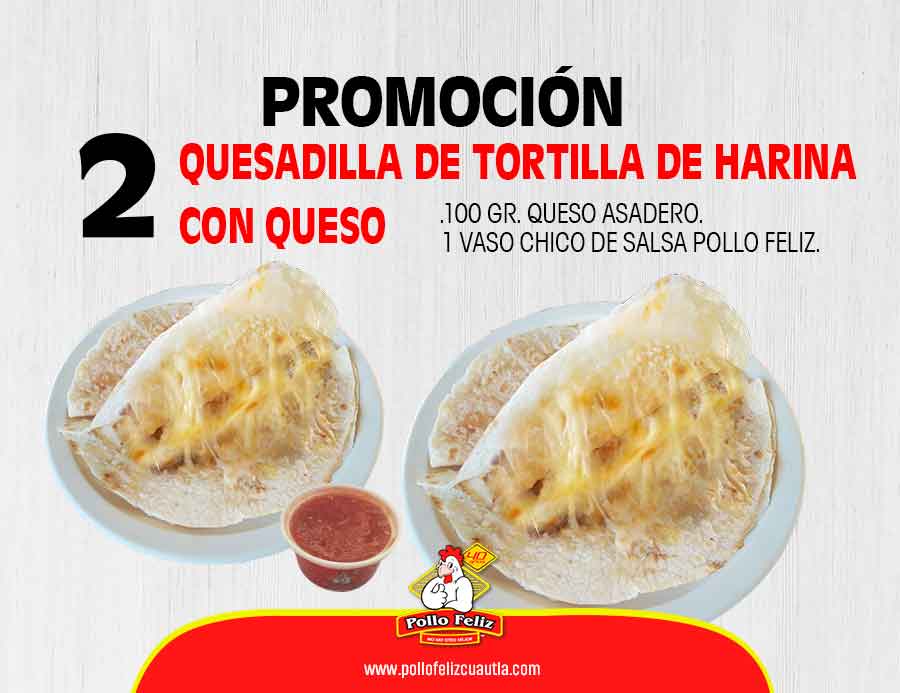 PROMOCIÓN
2 QUESADILLA DE TORTILLA DE HARINA
CON QUESO
.100 GR. QUESO ASADERO.
1 VASO CHICO DE SALSA POLLO FELIZ.
40
Pollo Feliz
www.pollofelizcuautla.com